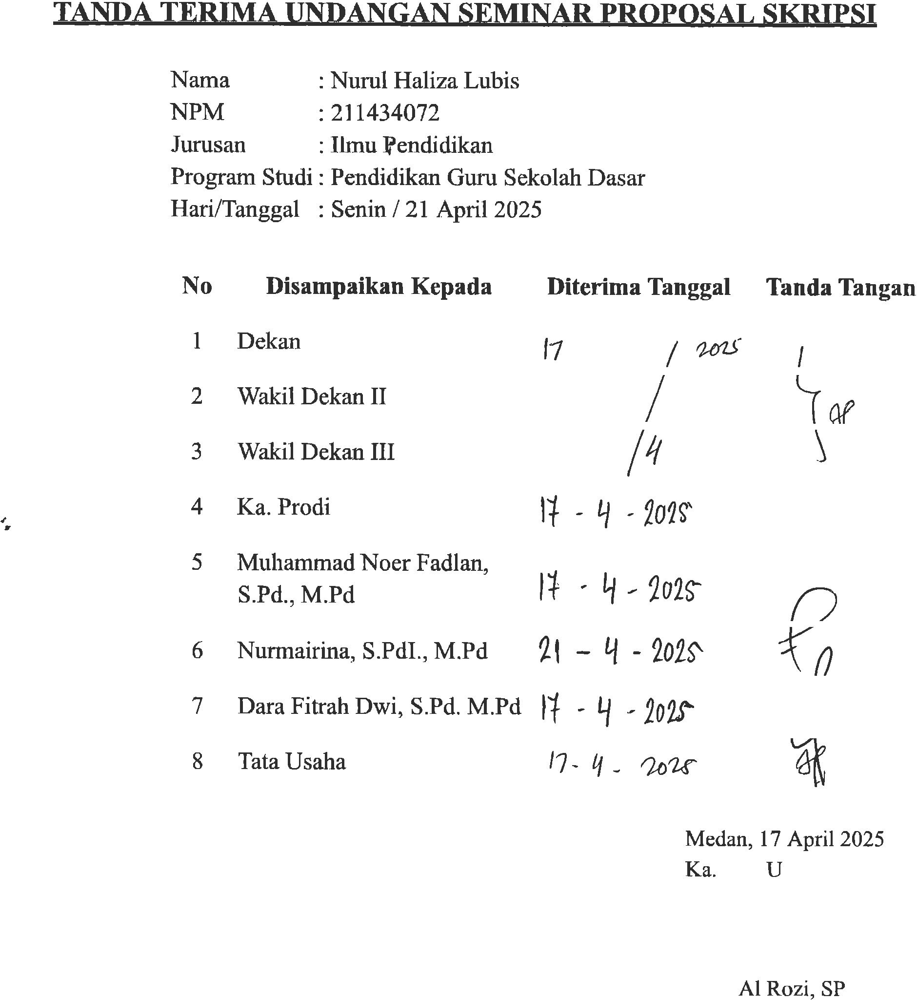 TANDA TERIMA UNDANGAN SEMINAR PROPOSAL SKRIPSI
Nama : Nurul Haliza Lubis
NPM : 211434072
Jurusan : Ilmu Pendidikan
Program Studi : Pendidikan Guru Sekolah Dasar
Hari/Tanggal : Senin / 21 April 2025
No Disampaikan Kepada Diterima Tanggal Tanda Tangan
1 Dekan 17 / 2025
2 Wakil Dekan II /
3 Wakil Dekan III / 4
4 Ka. Prodi 17 - 4 - 2025
5 Muhammad Noer Fadlan,
S.Pd., M.Pd 17 - 4 - 2025
6 Nurmairina, S.PdI., M.Pd 21 - 4 - 2025
7 Dara Fitrah Dwi, S.Pd. M.Pd 17 - 4 - 2025
8 Tata Usaha 17 - 4 - 2025
Medan, 17 April 2025
Ka. U
Al Rozi, SP